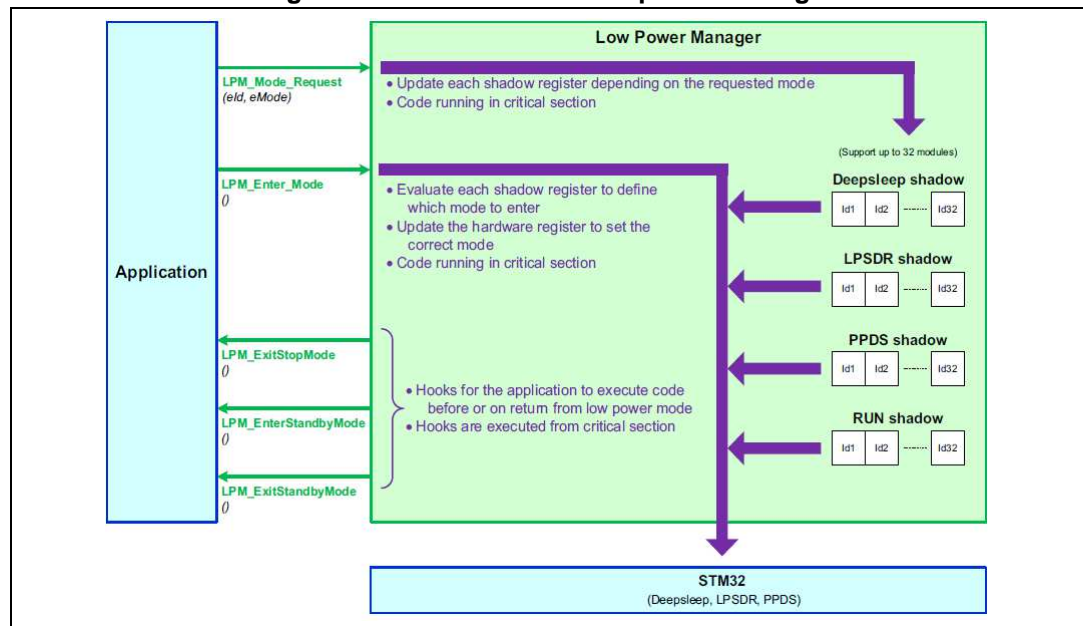 Low Power Manager
LPM_Mode_Request
(eId, eMode)
• Update each shadow register depending on the requested mode
• Code running in critical section
(Support up to 32 modules)
LPM_Enter_Mode
()
• Evaluate each shadow register to define
which mode to enter
• Update the hardware register to set the
correct mode
• Code running in critical section
Deepsleep shadow
Id1 Id2 ------- Id32
Application
LPSDR shadow
Id1 Id2 ------- Id32
LPM_ExitStopMode
()
LPM_EnterStandbyMode
()
LPM_ExitStandbyMode
()
• Hooks for the application to execute code
before or on return from low power mode
• Hooks are executed from critical section
PPDS shadow
Id1 Id2 ------- Id32
RUN shadow
Id1 Id2 ------- Id32
STM32
(Deepsleep, LPSDR, PPDS)